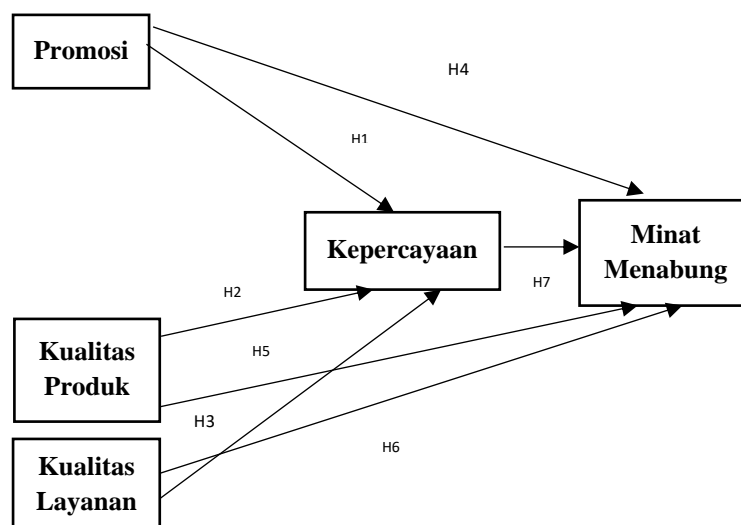 Promosi
H4
H1
Kepercayaan
Minat
Menabung
H2
H7
Kualitas
Produk
H5
H3
H6
Kualitas
Layanan